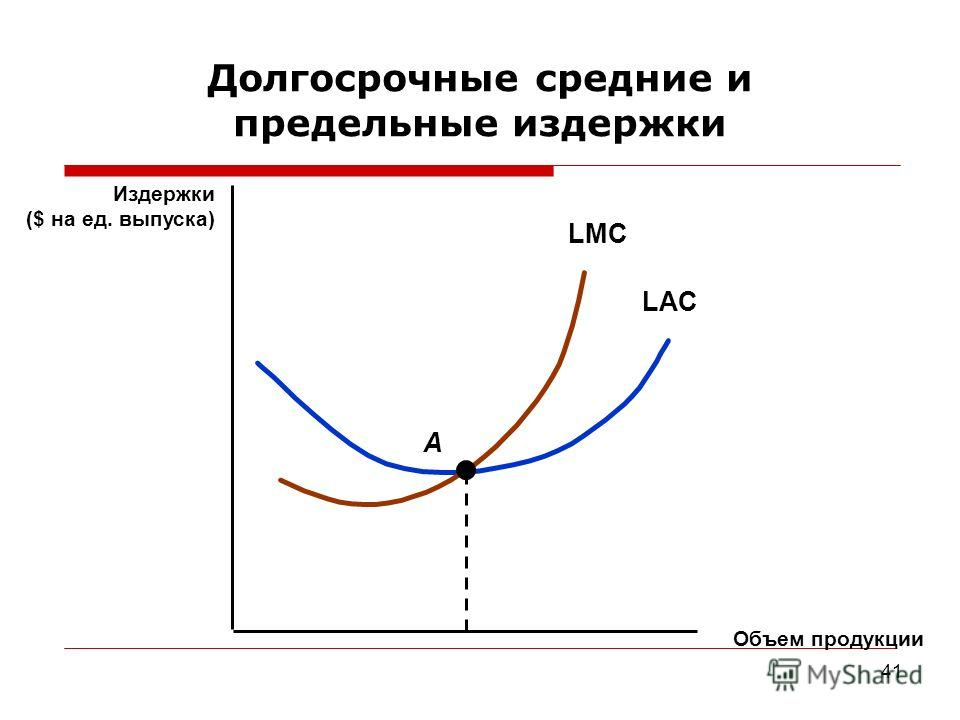 Долгосрочные средние и
предельные издержки
Издержки
($ на ед. выпуска)
LMC
LAC
A
Объем продукции
41
MyShared